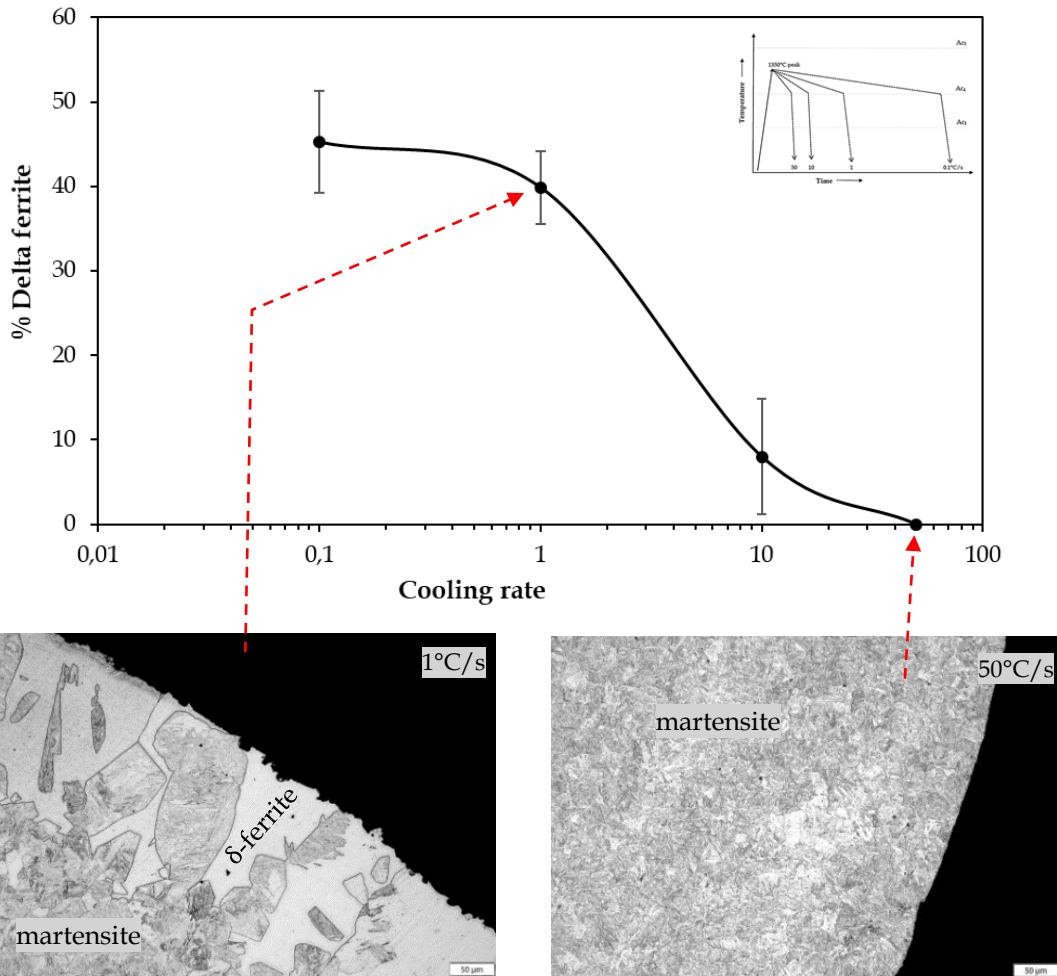 60
50
40
30
20
10
0
% Delta ferrite
0,01
0,1
1
10
100
Cooling rate
1350°C peak
Temperature
Time
50
10
1
0.1°C/s
1°C/s
δ-ferrite
martensite
50 µm
50°C/s
martensite
50 µm